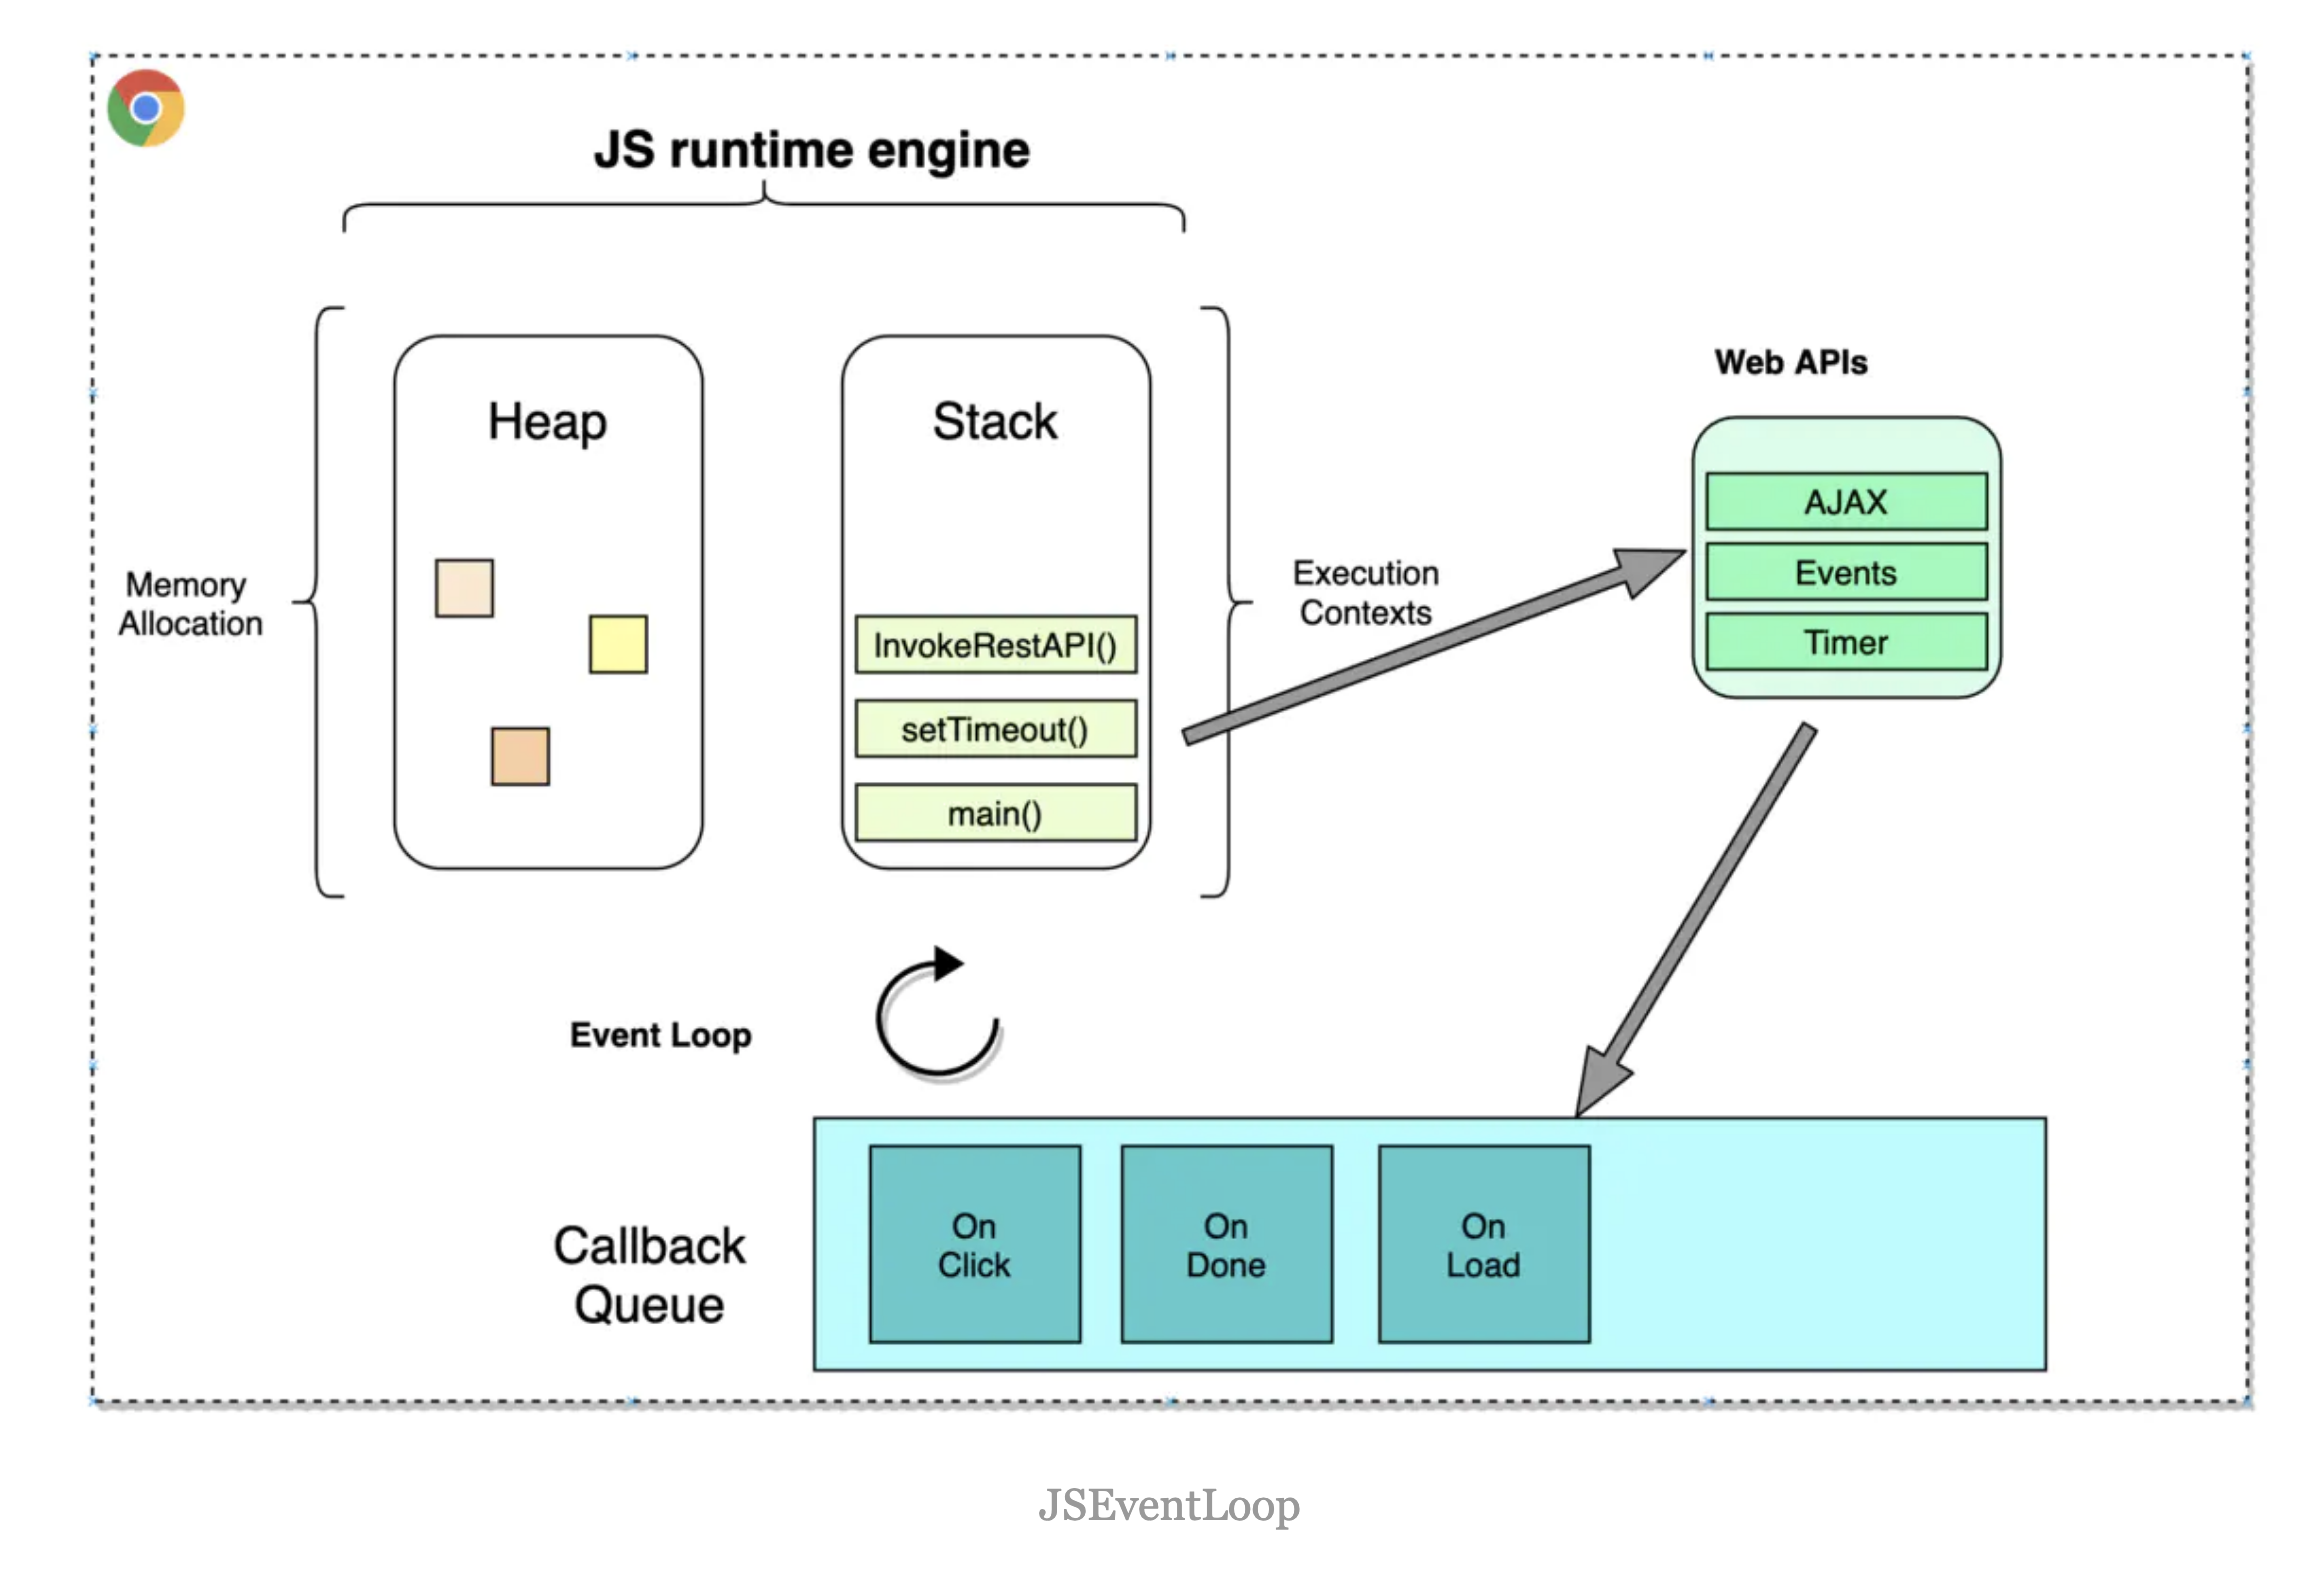 JS runtime engine
Heap
Stack
Memory
Allocation
InvokeRestAPI()
setTimeout()
main()
Execution
Contexts
Web APIs
AJAX
Events
Timer
Event Loop
Callback
Queue
On
Click
On
Done
On
Load
JSEventLoop